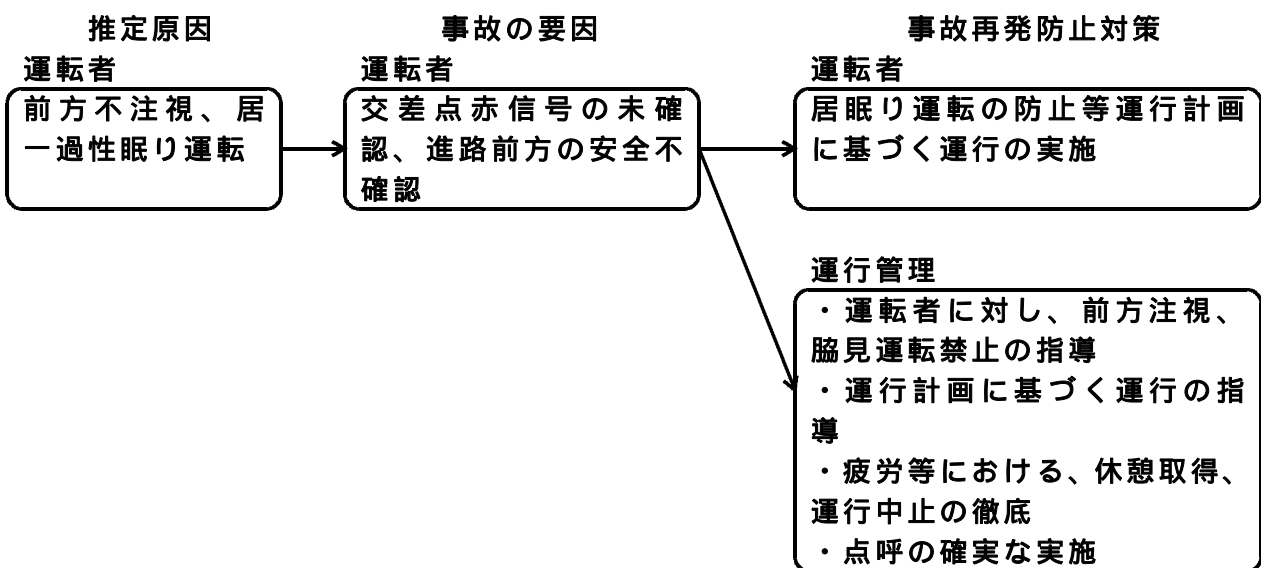 推定原因
運転者
前方不注視、居
一過性眠り運転
事故の要因
運転者
交差点赤信号の未確
認、進路前方の安全不
確認
事故再発防止対策
運転者
居眠り運転の防止等運行計画
に基づく運行の実施
運行管理
・運転者に対し、前方注視、
脇見運転禁止の指導
・運行計画に基づく運行の指
導
・疲労等における、休憩取得、
運行中止の徹底
・点呼の確実な実施